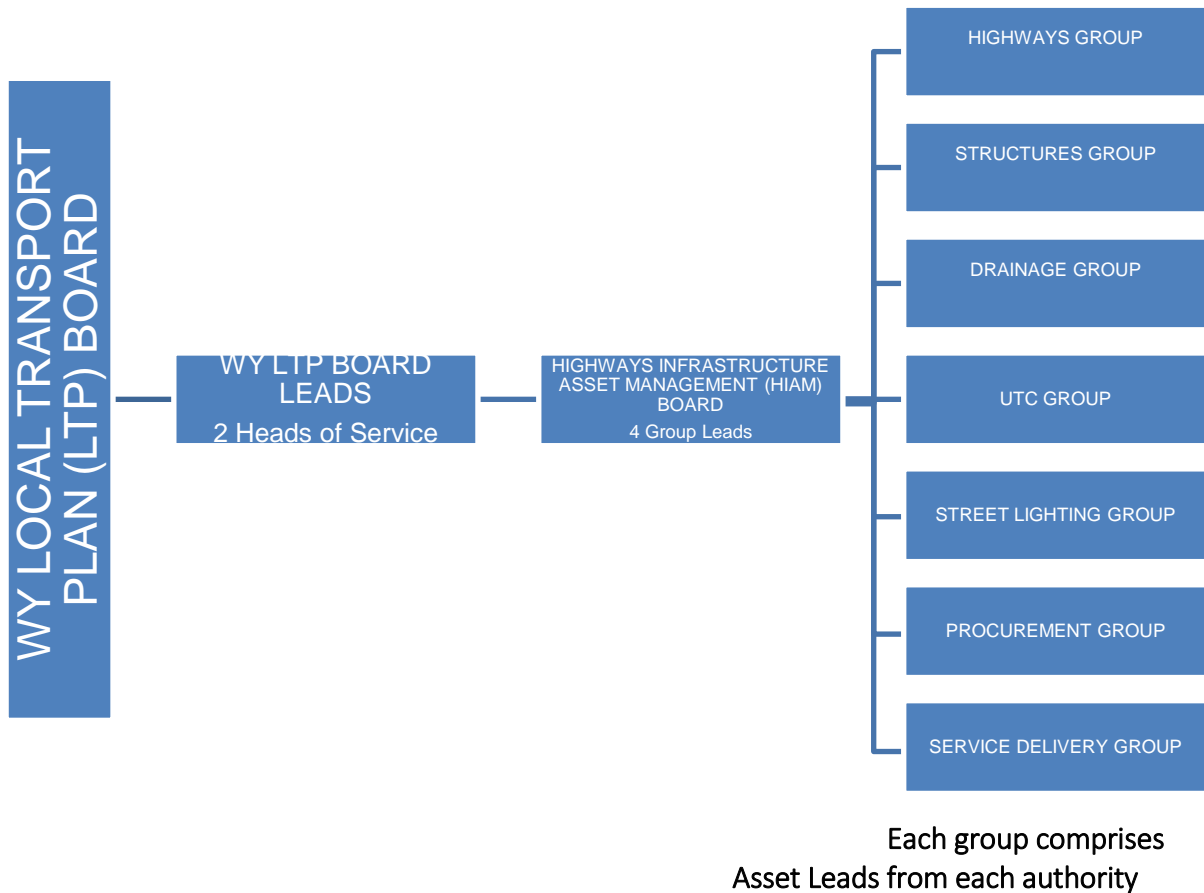 WY LOCAL TRANSPORT
PLAN (LTP) BOARD
WY LTP BOARD
LEADS
2 Heads of Service
HIGHWAYS INFRASTRUCTURE
ASSET MANAGEMENT (HIAM)
BOARD
4 Group Leads
HIGHWAYS GROUP
STRUCTURES GROUP
DRAINAGE GROUP
UTC GROUP
STREET LIGHTING GROUP
PROCUREMENT GROUP
SERVICE DELIVERY GROUP
Each group comprises
Asset Leads from each authority